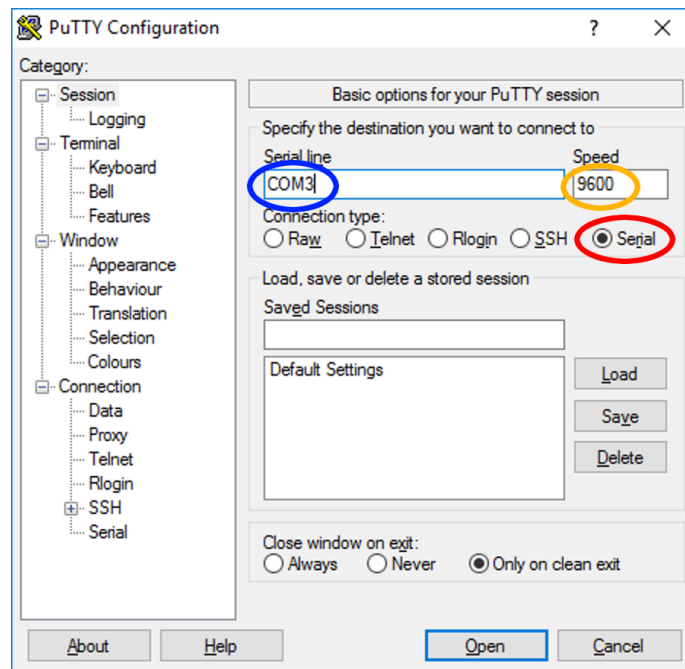 PuTTY Configuration
?
Category:
Session
Logging
Terminal
Keyboard
Bell
Features
Window
Appearance
Behaviour
Translation
Selection
Colours
Connection
Data
Proxy
Telnet
Rlogin
SSH
Serial
Basic options for your PuTTY session
Specify the destination you want to connect to
Serial line Speed
COM3 9600
Connection type:
Raw Telnet Rlogin SSH Serial
Load, save or delete a stored session
Saved Sessions
Default Settings
Load
Save
Delete
Close window on exit:
Always Never Only on clean exit
About Help Open Cancel